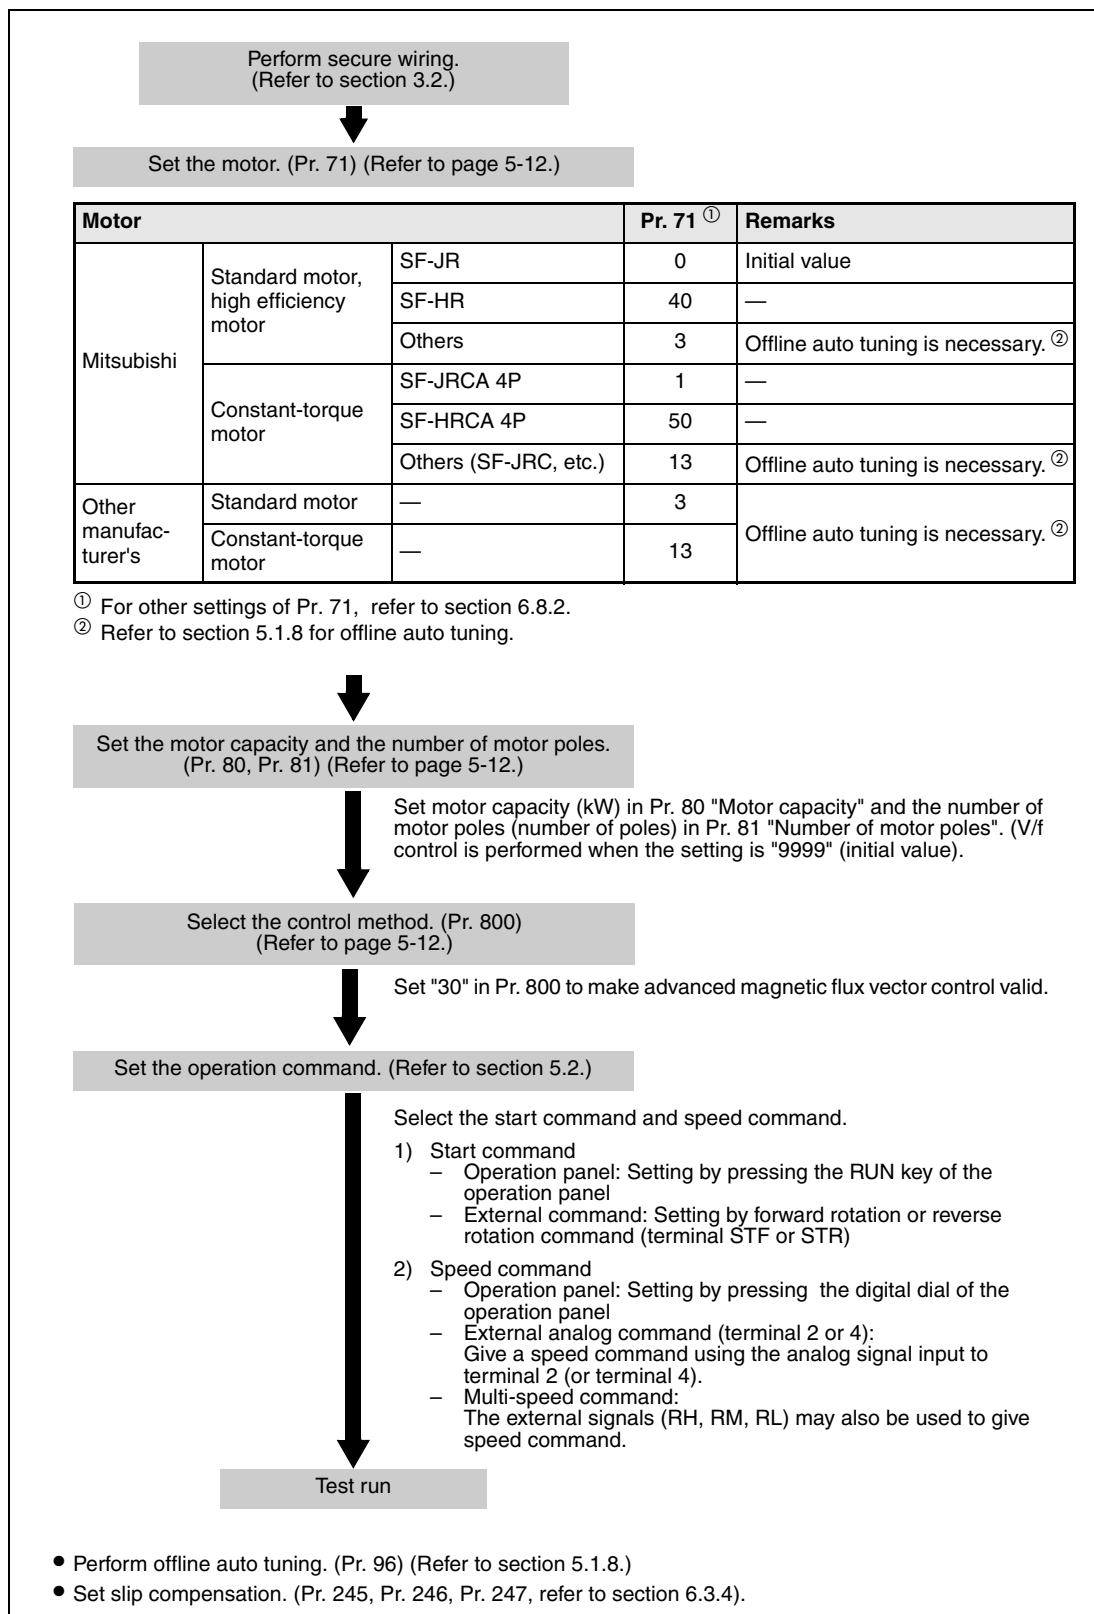 Perform secure wiring.
(Refer to section 3.2.)
Set the motor. (Pr. 71) (Refer to page 5-12.)
Motor Pr. 71 ① Remarks
Mitsubishi
Standard motor,
high efficiency
motor
SF-JR 0 Initial value
SF-HR 40 —
Others 3 Offline auto tuning is necessary. ②
Constant-torque
motor
SF-JRCA 4P 1 —
SF-HRCA 4P 50 —
Others (SF-JRC, etc.) 13 Offline auto tuning is necessary. ②
Other
manufac-
turer's
Standard motor — 3
Constant-torque
motor
— 13
Offline auto tuning is necessary. ②
① For other settings of Pr. 71, refer to section 6.8.2.
② Refer to section 5.1.8 for offline auto tuning.
Set the motor capacity and the number of motor poles.
(Pr. 80, Pr. 81) (Refer to page 5-12.)
Set motor capacity (kW) in Pr. 80 "Motor capacity" and the number of
motor poles (number of poles) in Pr. 81 "Number of motor poles". (V/f
control is performed when the setting is "9999" (initial value).
Select the control method. (Pr. 800)
(Refer to page 5-12.)
Set "30" in Pr. 800 to make advanced magnetic flux vector control valid.
Set the operation command. (Refer to section 5.2.)
Select the start command and speed command.
1) Start command
– Operation panel: Setting by pressing the RUN key of the
operation panel
– External command: Setting by forward rotation or reverse
rotation command (terminal STF or STR)
2) Speed command
– Operation panel: Setting by pressing the digital dial of the
operation panel
– External analog command (terminal 2 or 4):
Give a speed command using the analog signal input to
terminal 2 (or terminal 4).
– Multi-speed command:
The external signals (RH, RM, RL) may also be used to give
speed command.
Test run
● Perform offline auto tuning. (Pr. 96) (Refer to section 5.1.8.)
● Set slip compensation. (Pr. 245, Pr. 246, Pr. 247, refer to section 6.3.4).